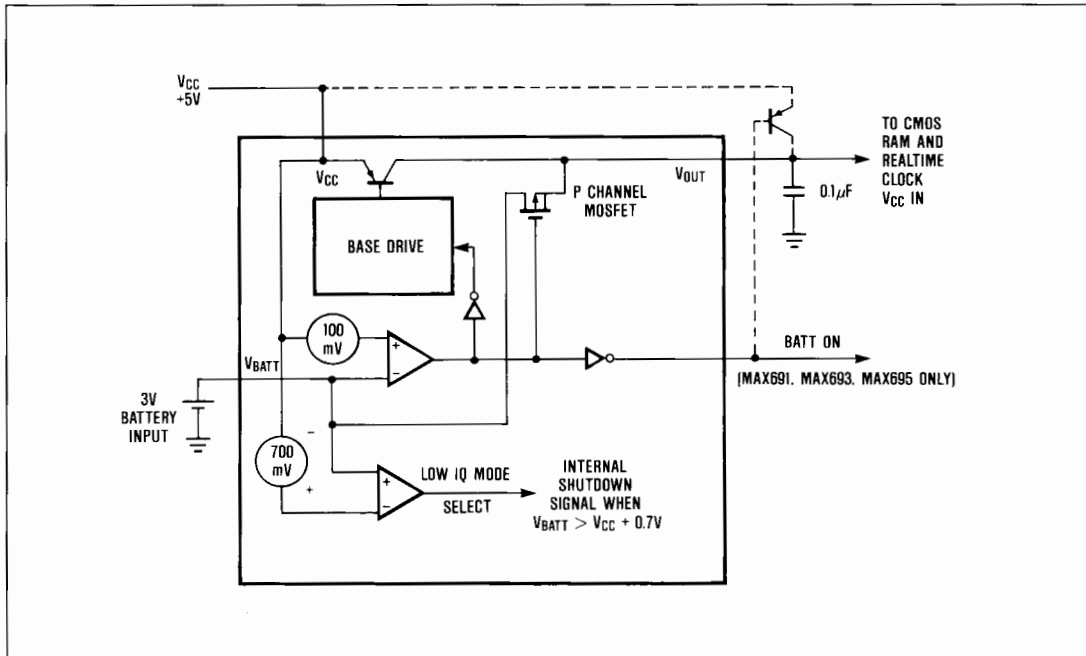 VCC
+5V
TO CMOS
RAM AND
REALTIME
CLOCK
VCC IN
VCC
VOUT
P CHANNEL
MOSFET
0.1μF
BASE DRIVE
100
mV
+
−
VBATT
BATT ON
(MAX691, MAX693, MAX695 ONLY)
3V
BATTERY
INPUT
−
700
mV
+
+
−
LOW IQ MODE
SELECT
INTERNAL
SHUTDOWN
SIGNAL WHEN
VBATT > VCC + 0.7V